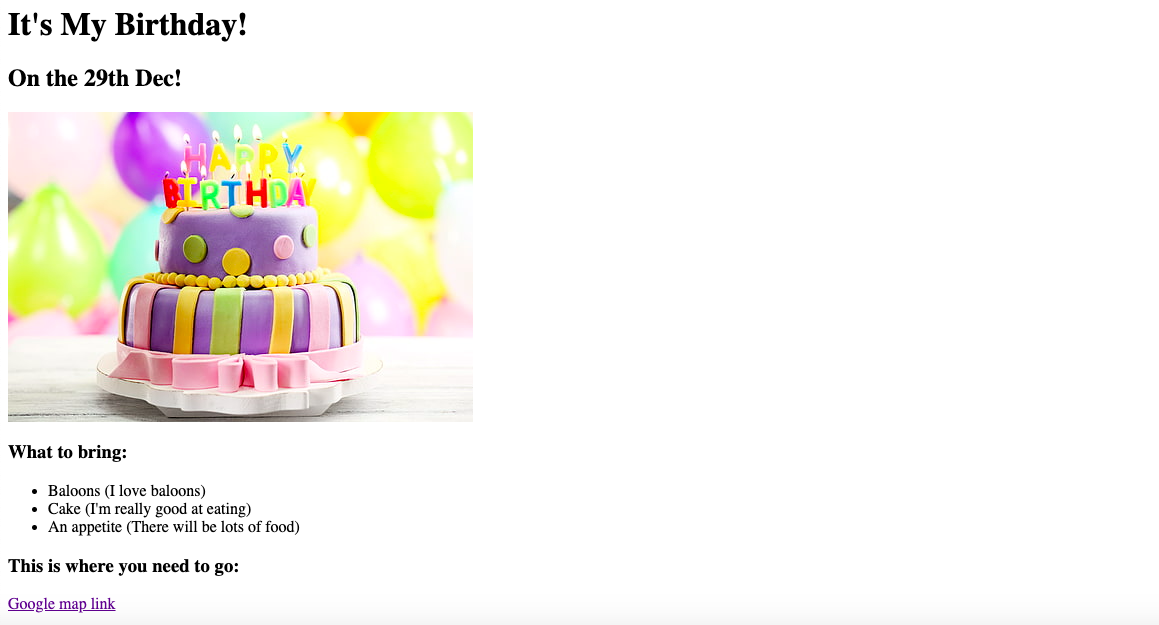 It's My Birthday!
On the 29th Dec!
HAPPY
BIRTHDAY
What to bring:
Baloons (I love baloons)
Cake (I'm really good at eating)
An appetite (There will be lots of food)
This is where you need to go:
Google map link